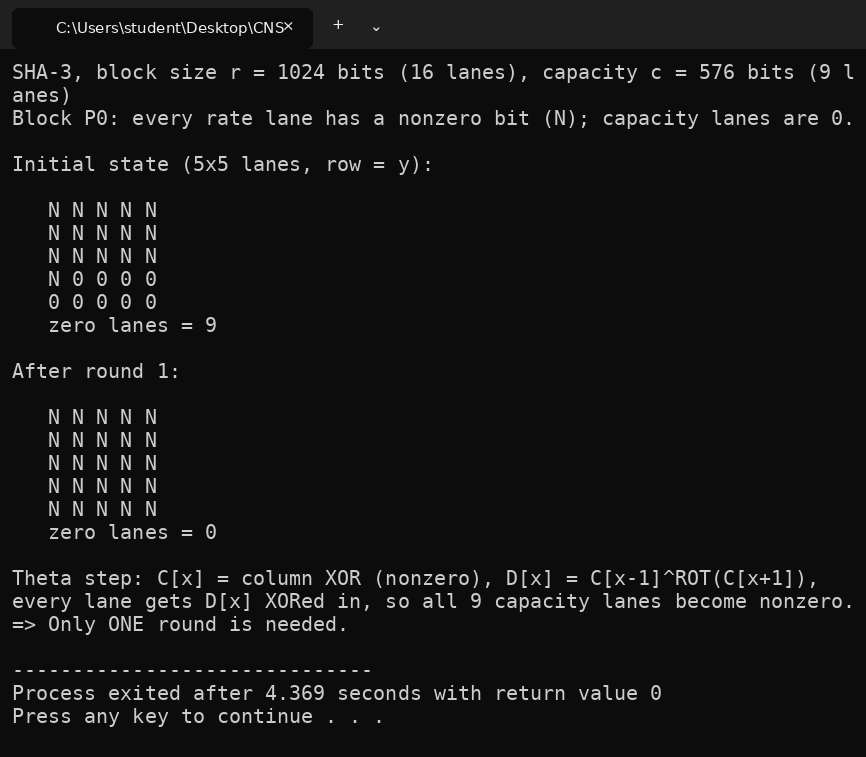 C:\Users\student\Desktop\CNS
SHA-3, block size r = 1024 bits (16 lanes), capacity c = 576 bits (9 l
anes)
Block P0: every rate lane has a nonzero bit (N); capacity lanes are 0.
Initial state (5x5 lanes, row = y):
N N N N N
N N N N N
N N N N N
N 0 0 0 0
0 0 0 0 0
zero lanes = 9
After round 1:
N N N N N
N N N N N
N N N N N
N N N N N
N N N N N
zero lanes = 0
Theta step: C[x] = column XOR (nonzero), D[x] = C[x-1]^ROT(C[x+1]),
every lane gets D[x] XORed in, so all 9 capacity lanes become nonzero.
=> Only ONE round is needed.
------------------------------
Process exited after 4.369 seconds with return value 0
Press any key to continue . . .